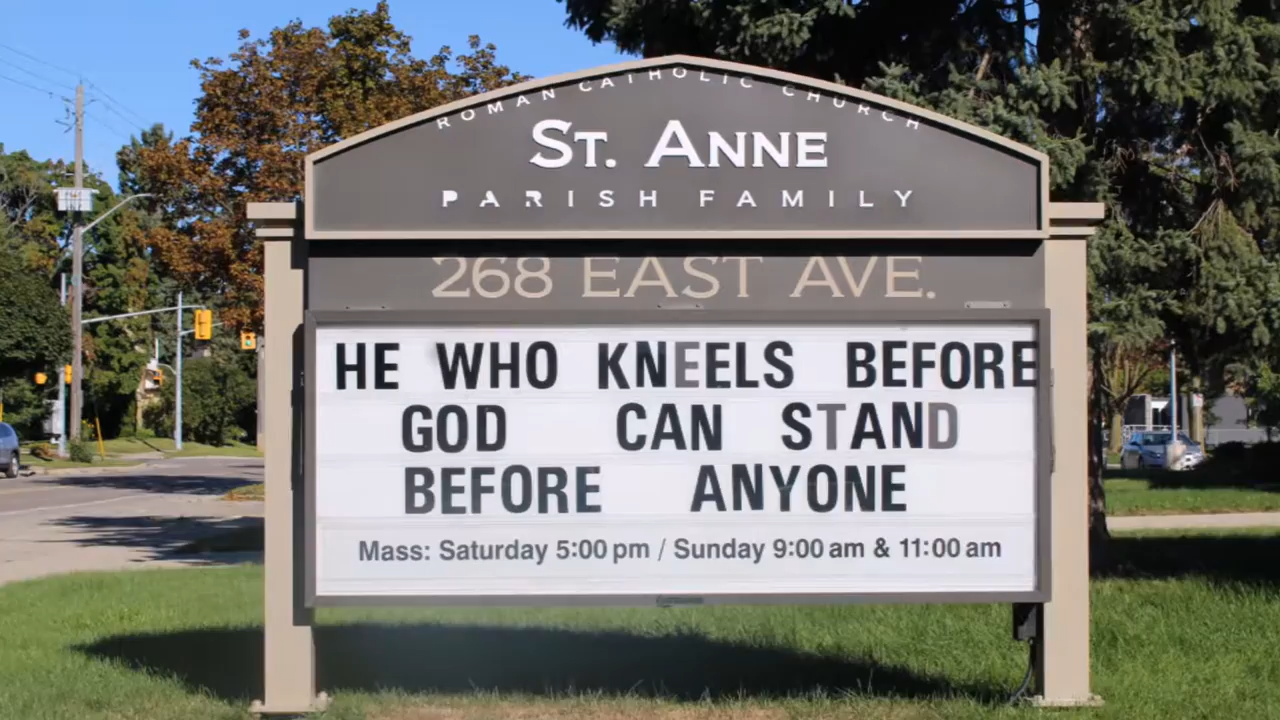 ROMAN CATHOLIC CHURCH
ST. ANNE
PARISH FAMILY
268 EAST AVE.
HE WHO KNEELS BEFORE
GOD CAN STAND
BEFORE ANYONE
Mass: Saturday 5:00 pm / Sunday 9:00 am & 11:00 am